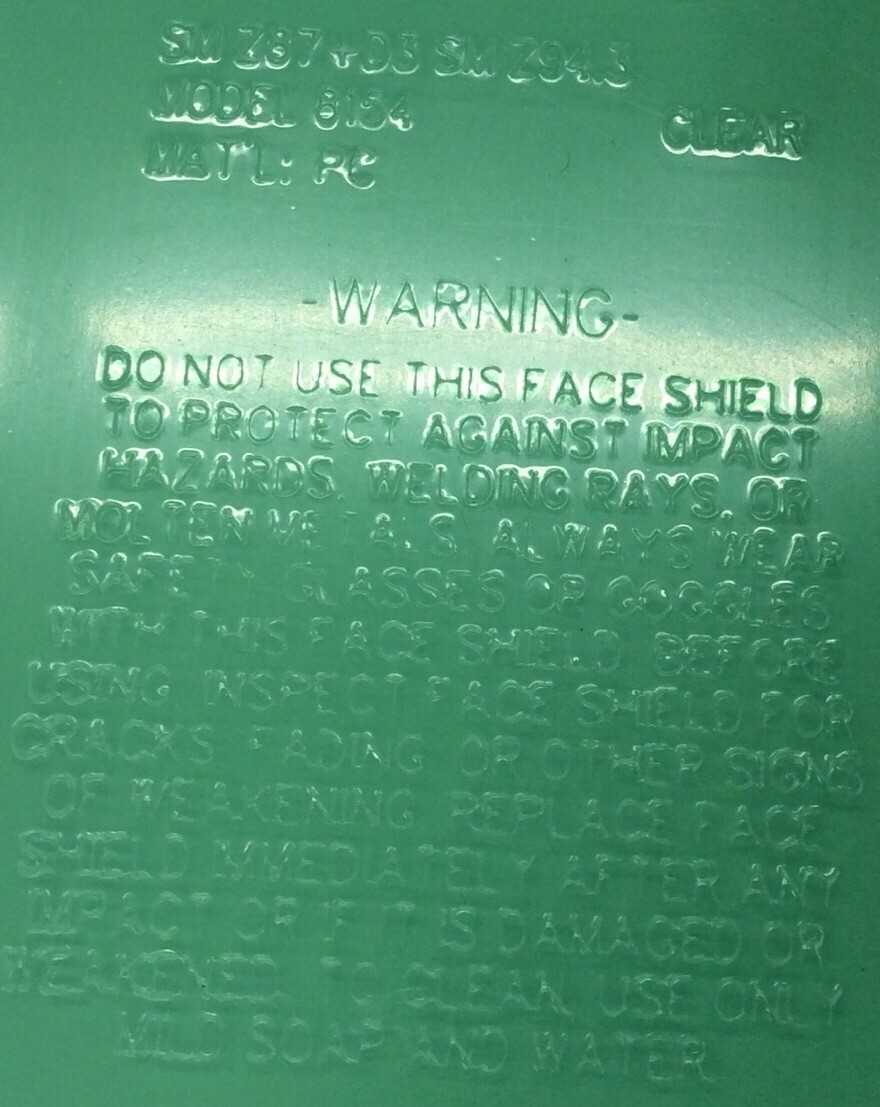 SM Z87+D3 SM Z94.3
MODEL 8154
CLEAR
MAT'L: PC
-WARNING-
DO NOT USE THIS FACE SHIELD
TO PROTECT AGAINST IMPACT
HAZARDS, WELDING RAYS, OR
MOLTEN METALS. ALWAYS WEAR
SAFETY GLASSES OR GOGGLES
WITH THIS FACE SHIELD. BEFORE
USING INSPECT FACE SHIELD FOR
CRACKS FADING OR OTHER SIGNS
OF WEAKENING REPLACE FACE
SHIELD IMMEDIATELY AFTER ANY
IMPACT OR IF IT IS DAMAGED OR
WEAKENED TO CLEAN, USE ONLY
MILD SOAP AND WATER